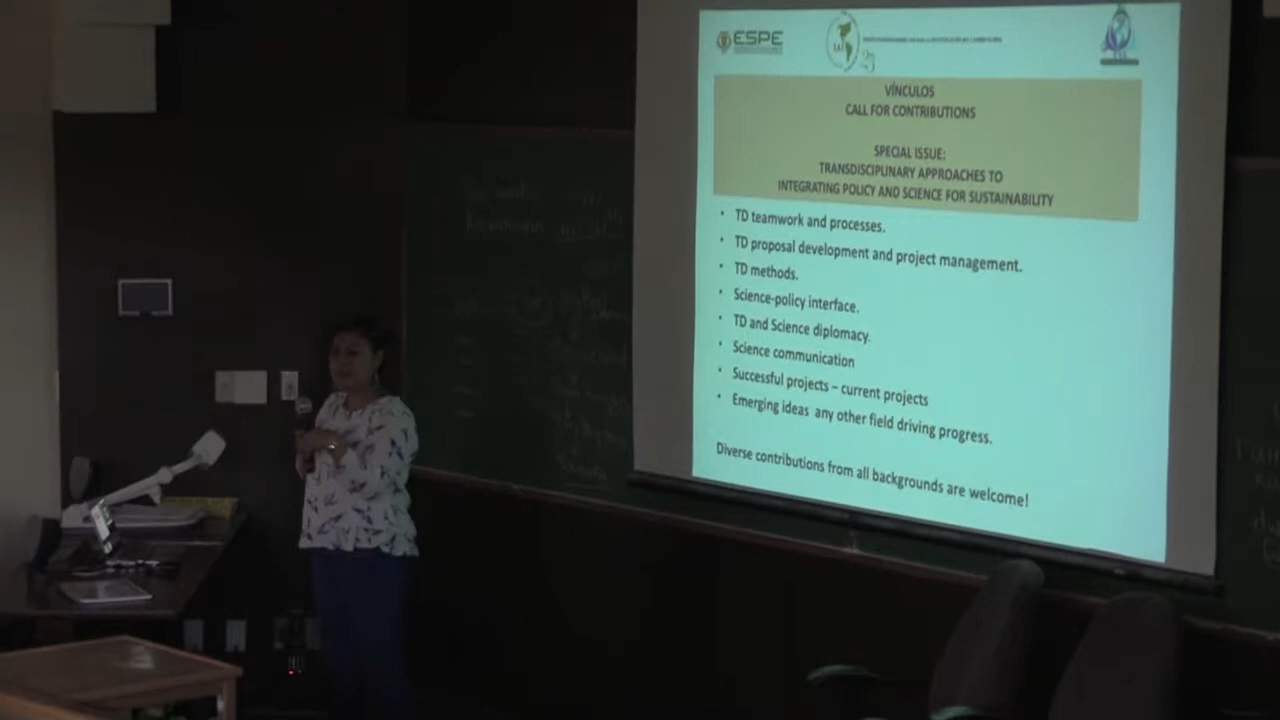 ESPE
IAI
25
VÍNCULOS
CALL FOR CONTRIBUTIONS
SPECIAL ISSUE:
TRANSDISCIPLINARY APPROACHES TO
INTEGRATING POLICY AND SCIENCE FOR SUSTAINABILITY
• TD teamwork and processes.
• TD proposal development and project management.
• TD methods.
• Science-policy interface.
• TD and Science diplomacy.
• Science communication
• Successful projects – current projects
• Emerging ideas any other field driving progress.
Diverse contributions from all backgrounds are welcome!